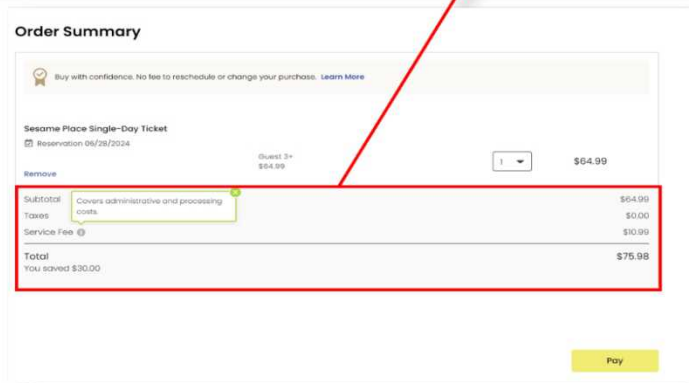 Order Summary
Buy with confidence. No fee to reschedule or change your purchase. Learn More
Sesame Place Single-Day Ticket
Reservation 06/28/2024
Guest 3+
$64.99
1
$64.99
Remove
Subtotal
Covers administrative and processing costs.
$64.99
Taxes
$0.00
Service Fee
$10.99
Total
$75.98
You saved $30.00
Pay